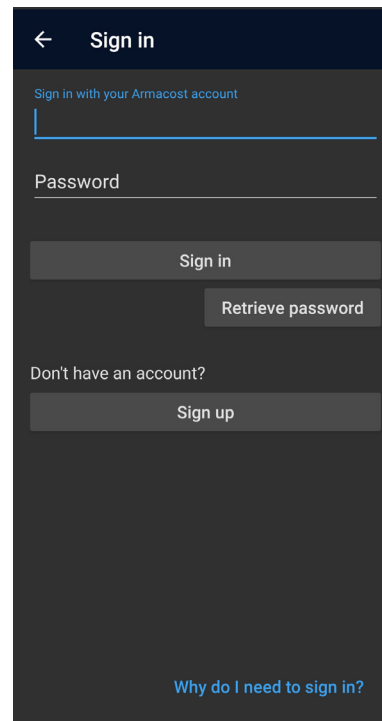 Sign in
Sign in with your Armacost account
Password
Sign in
Retrieve password
Don't have an account?
Sign up
Why do I need to sign in?